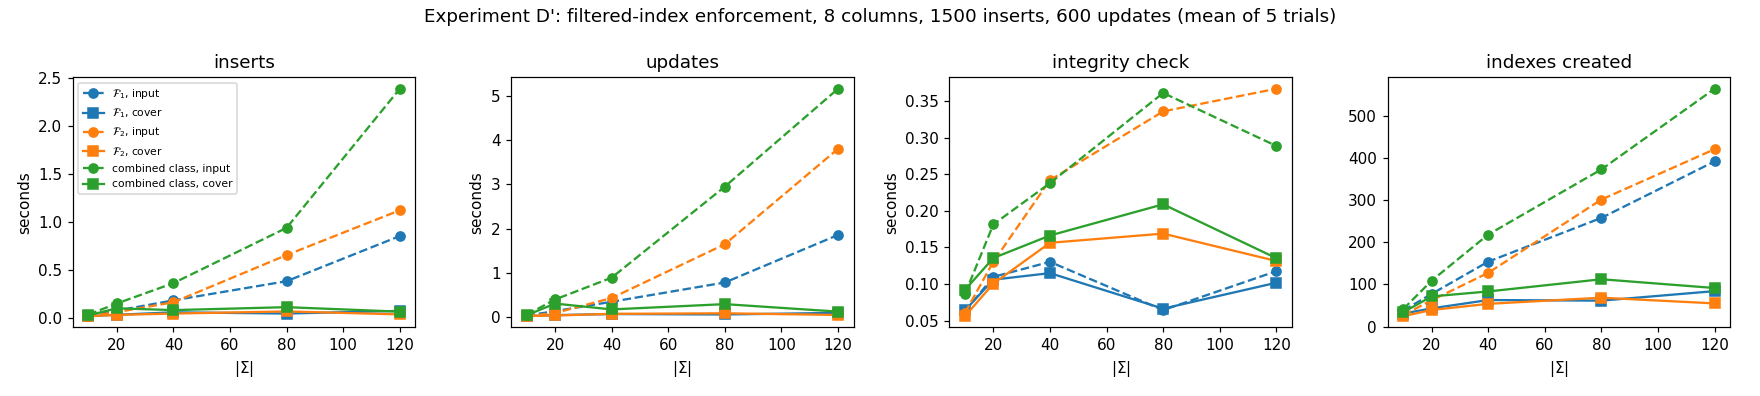 Experiment D': filtered-index enforcement, 8 columns, 1500 inserts, 600 updates (mean of 5 trials)
inserts
seconds
2.5
2.0
1.5
1.0
0.5
0.0
ℱ₁, input
ℱ₁, cover
ℱ₂, input
ℱ₂, cover
combined class, input
combined class, cover
20 40 60 80 100 120
|Σ|
updates
seconds
5
4
3
2
1
0
20 40 60 80 100 120
|Σ|
integrity check
seconds
0.35
0.30
0.25
0.20
0.15
0.10
0.05
20 40 60 80 100 120
|Σ|
indexes created
500
400
300
200
100
0
20 40 60 80 100 120
|Σ|